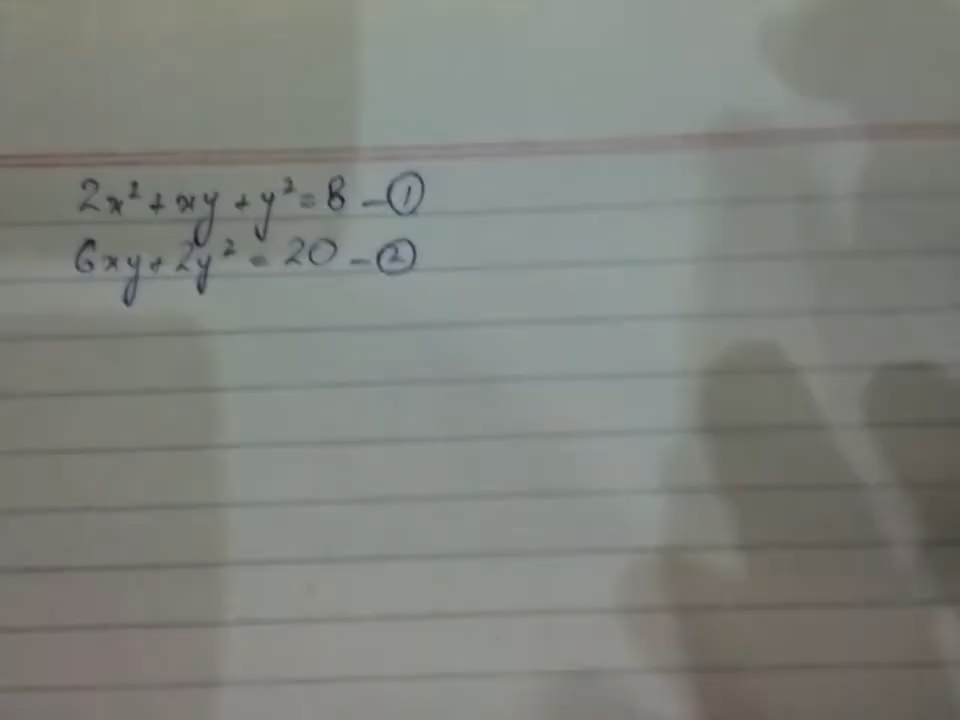 2x² + xy + y² = 8 - ①
6xy + 2y² = 20 - ②